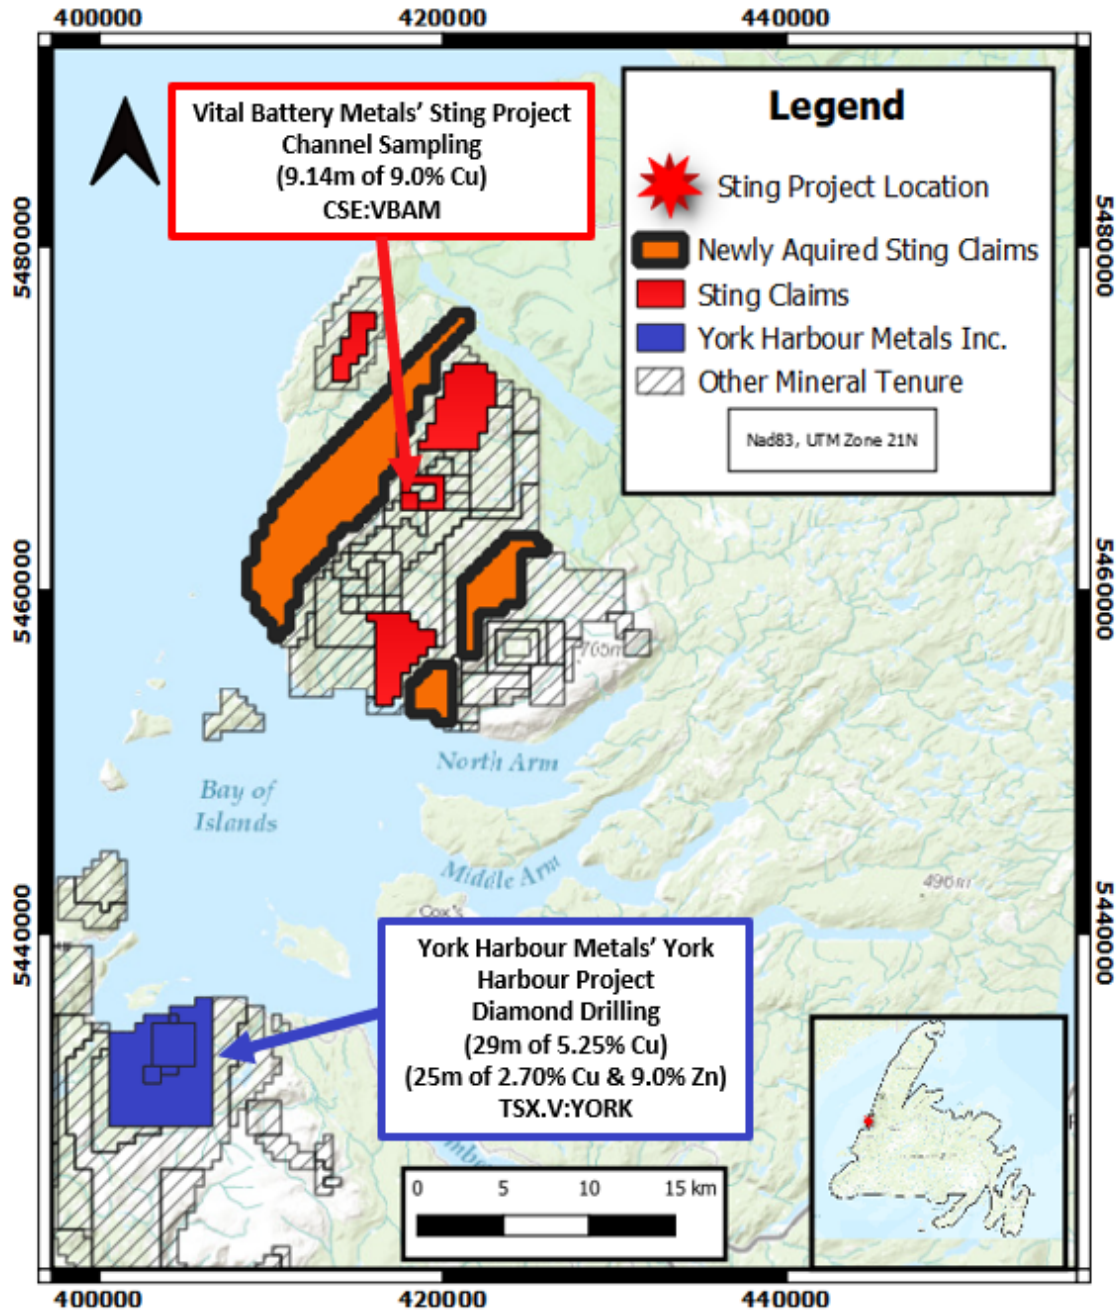 400000
420000
440000
Vital Battery Metals' Sting Project
Channel Sampling
(9.14m of 9.0% Cu)
CSE:VBAM
Legend
Sting Project Location
Newly Aquired Sting Claims
Sting Claims
York Harbour Metals Inc.
Other Mineral Tenure
Nad83, UTM Zone 21N
5480000
5480000
5460000
5460000
705m
North Arm
Bay of
Islands
Middle Arm
496m
Cox's
5440000
5440000
York Harbour Metals' York
Harbour Project
Diamond Drilling
(29m of 5.25% Cu)
(25m of 2.70% Cu & 9.0% Zn)
TSX.V:YORK
0 5 10 15 km
400000
420000
440000